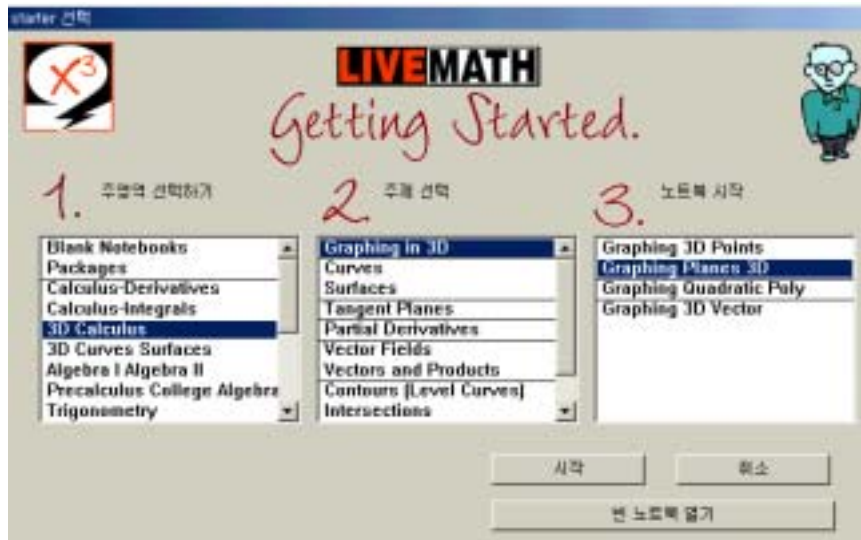 starter 선택
X3
LIVEMATH
Getting Started.
1. 주영역 선택하기
Blank Notebooks
Packages
Calculus-Derivatives
Calculus-Integrals
3D Calculus
3D Curves Surfaces
Algebra I Algebra II
Precalculus College Algebra
Trigonometry
2. 주제 선택
Graphing in 3D
Curves
Surfaces
Tangent Planes
Partial Derivatives
Vector Fields
Vectors and Products
Contours (Level Curves)
Intersections
3. 노트북 시작
Graphing 3D Points
Graphing Planes 3D
Graphing Quadratic Poly
Graphing 3D Vector
시작
취소
빈 노트북 열기